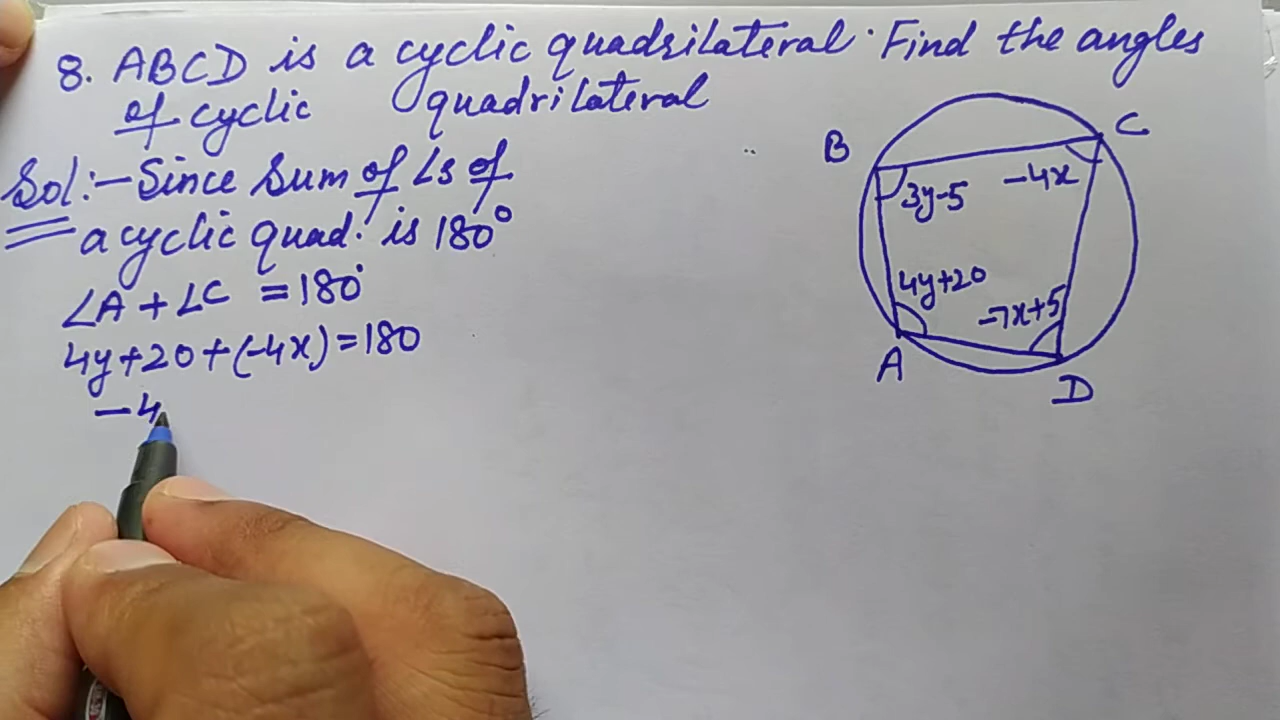 8. ABCD is a cyclic quadrilateral. Find the angles
of cyclic quadrilateral
Sol:- Since Sum of ∠s of
a cyclic quad. is 180°
∠A + ∠C = 180°
4y+20+(-4x)=180
-4
B
C
3y-5
-4x
4y+20
-7x+5
A
D